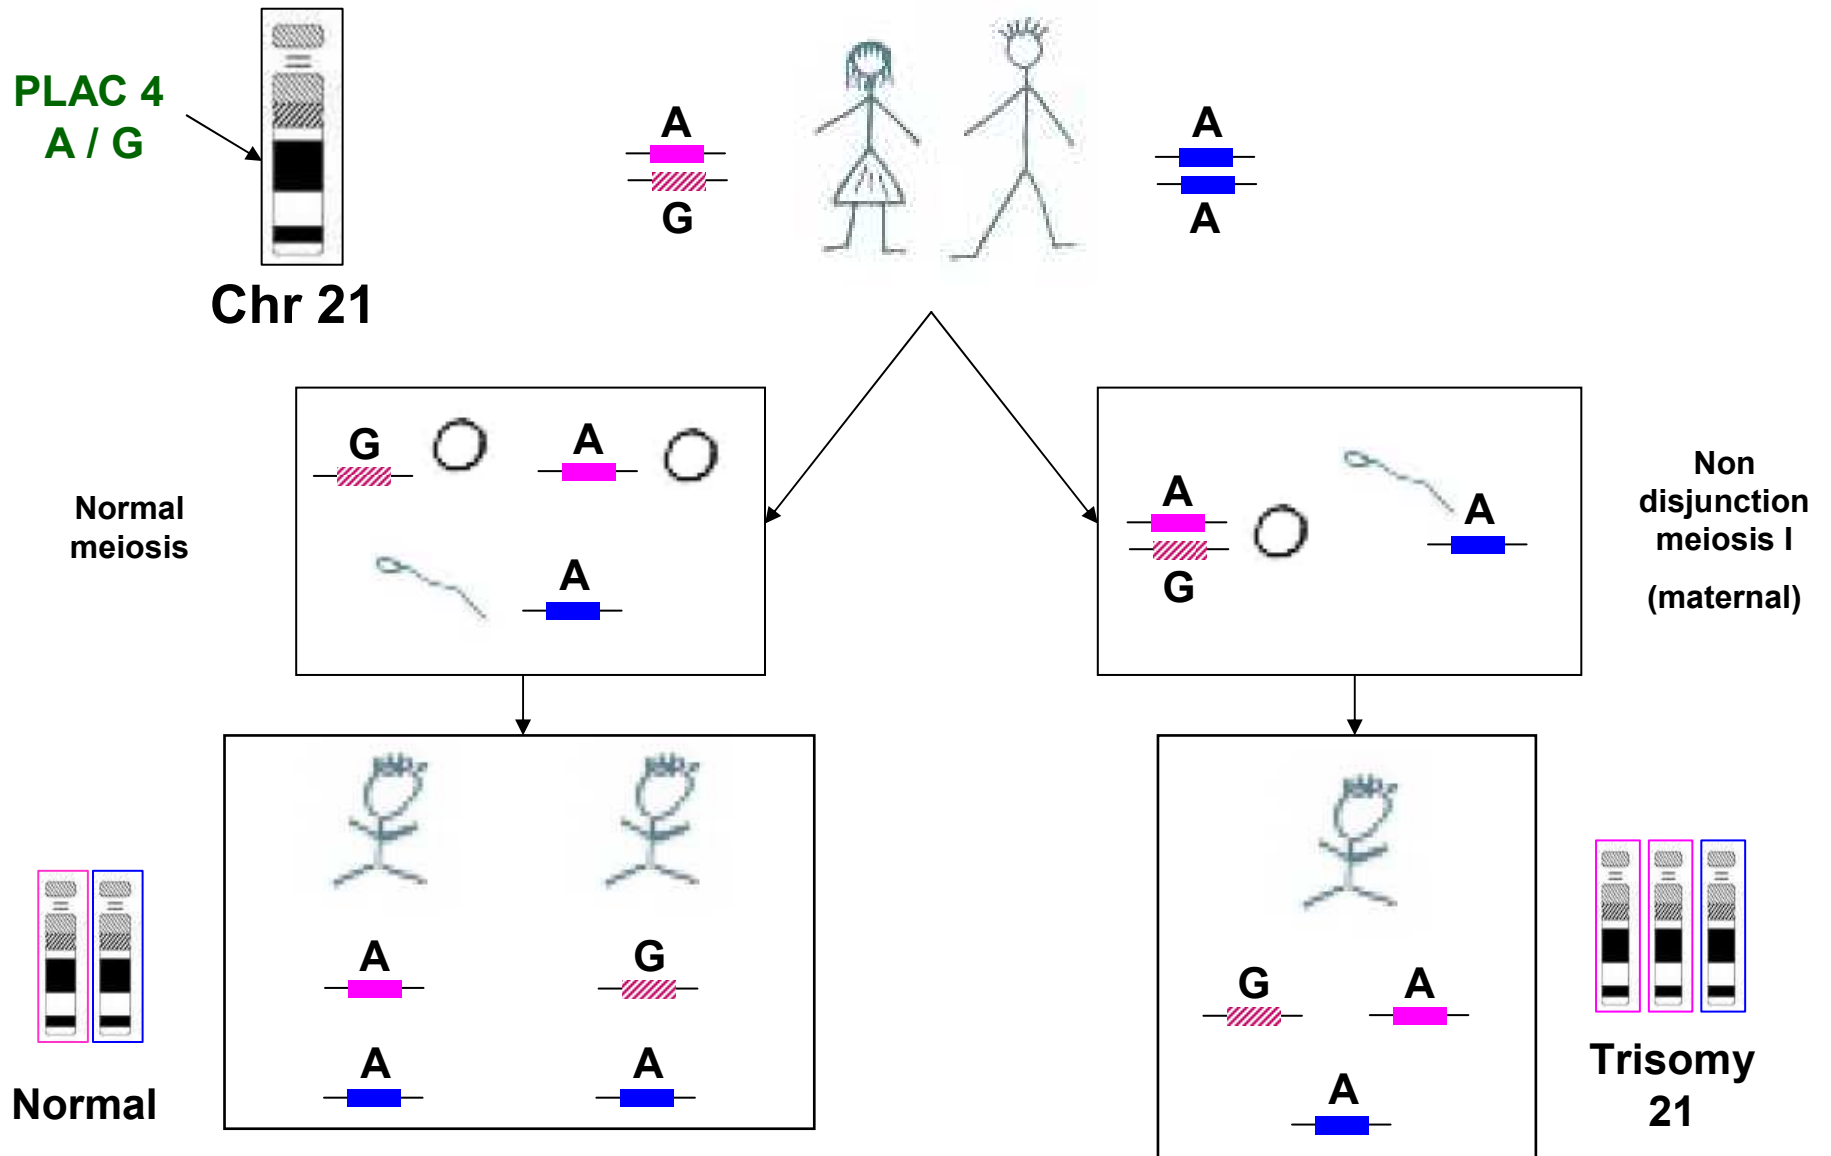 PLAC 4
A / G
Chr 21
A
G
A
A
Normal
meiosis
G
A
A
A
G
A
Non
disjunction
meiosis I
(maternal)
Normal
A
G
A
A
G
A
A
Trisomy
21